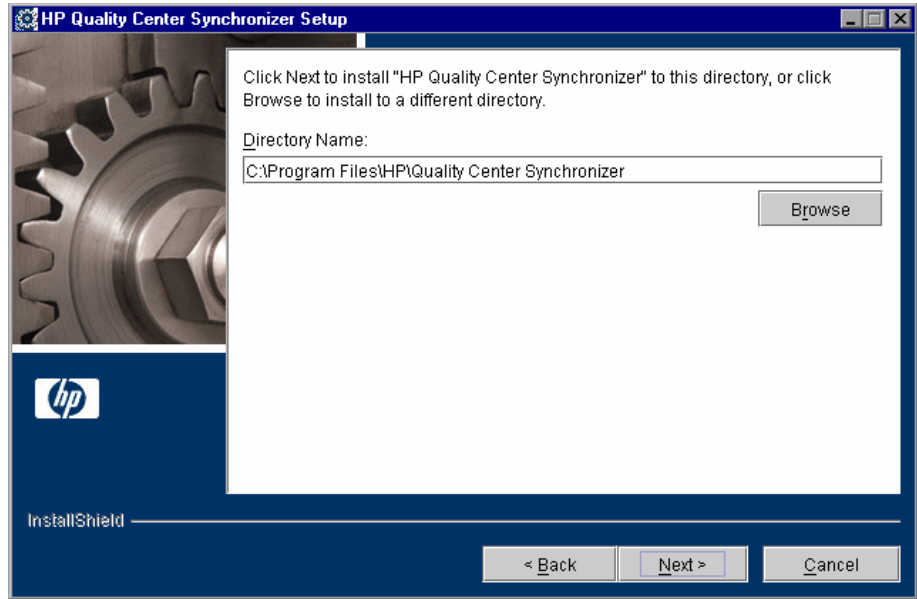 HP Quality Center Synchronizer Setup
Click Next to install "HP Quality Center Synchronizer" to this directory, or click
Browse to install to a different directory.
Directory Name:
C:\Program Files\HP\Quality Center Synchronizer
Browse
hp
InstallShield
< Back
Next >
Cancel